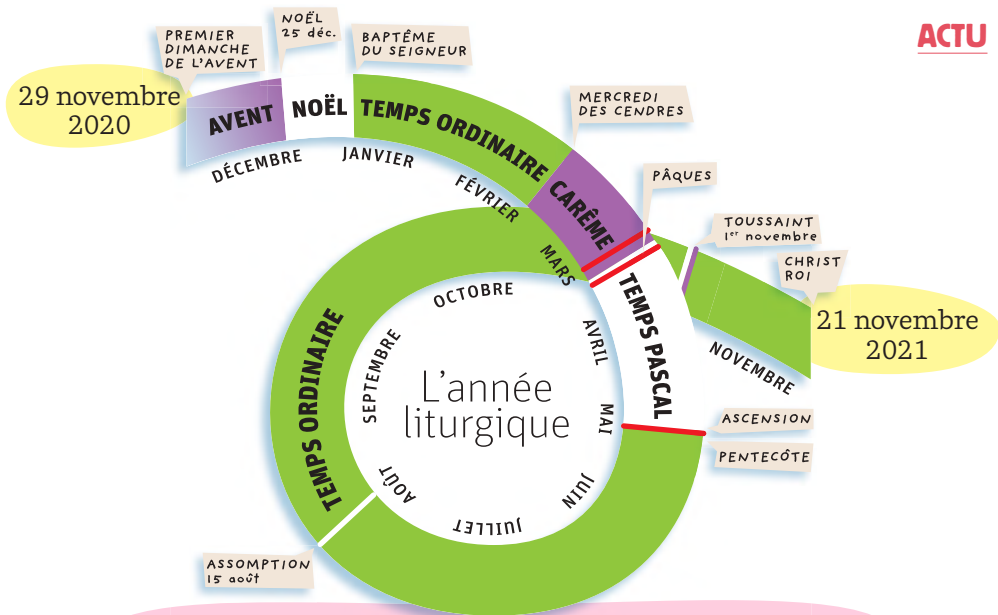 ACTU
PREMIER
DIMANCHE
DE L'AVENT
NOËL
25 déc.
BAPTÊME
DU SEIGNEUR
29 novembre
2020
AVENT
NOËL
TEMPS ORDINAIRE
MERCREDI
DES CENDRES
DÉCEMBRE
JANVIER
FÉVRIER
CARÊME
PÂQUES
MARS
TOUSSAINT
1er novembre
CHRIST
ROI
21 novembre
2021
OCTOBRE
TEMPS PASCAL
AVRIL
NOVEMBRE
TEMPS ORDINAIRE
SEPTEMBRE
L'année
liturgique
MAI
ASCENSION
PENTECÔTE
AOÛT
JUIN
JUILLET
ASSOMPTION
15 août